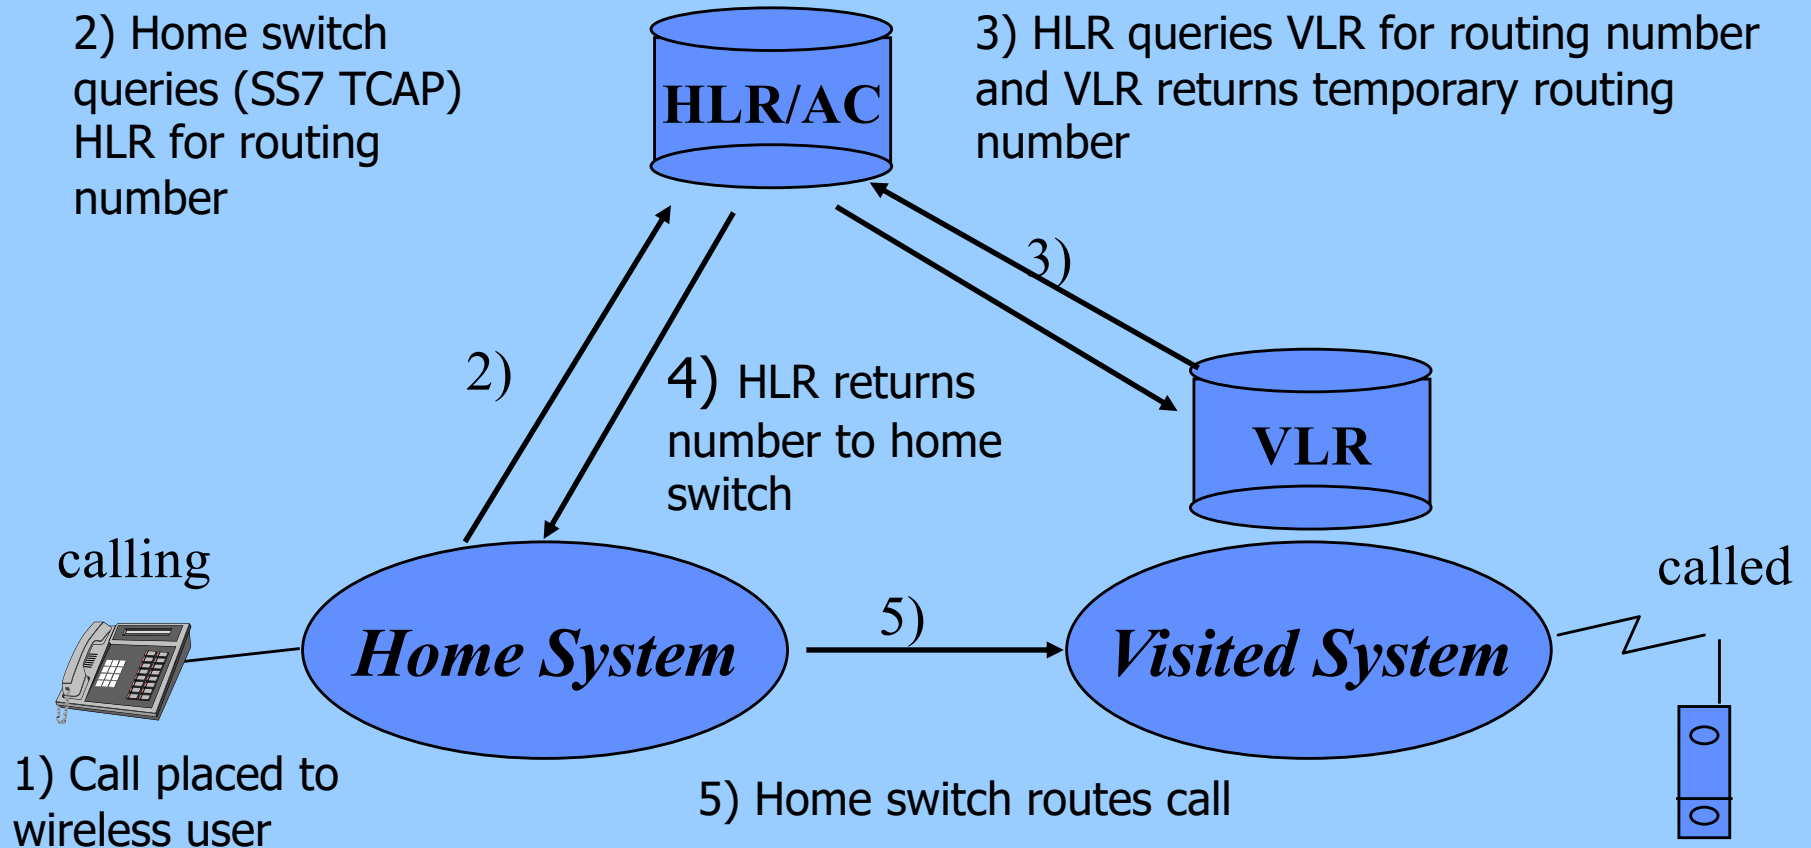 2) Home switch
queries (SS7 TCAP)
HLR for routing
number
HLR/AC
3) HLR queries VLR for routing number
and VLR returns temporary routing
number
3)
2)
4) HLR returns
number to home
switch
VLR
calling
called
Home System
5)
Visited System
1) Call placed to
wireless user
5) Home switch routes call